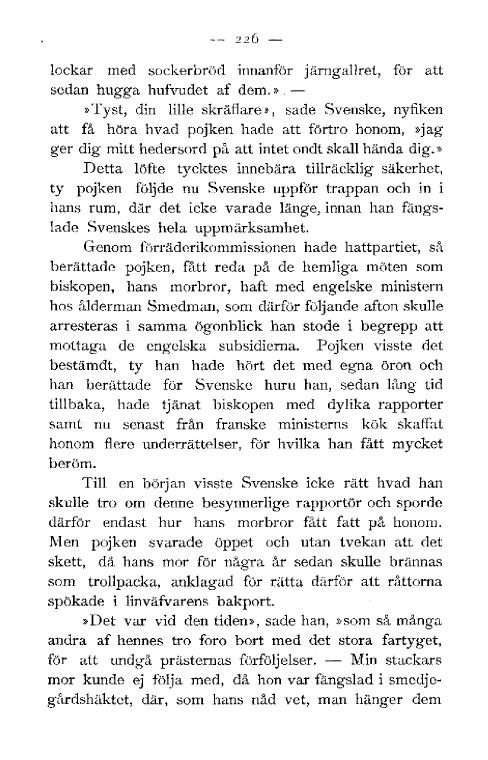 — 226 —
lockar med sockerbröd innanför järngallret, för att
sedan hugga hufvudet af dem.» —
»Tyst, din lille skräflare», sade Svenske, nyfiken
att få höra hvad pojken hade att förtro honom, »jag
ger dig mitt hedersord på att intet ondt skall hända dig.»
Detta löfte tycktes innebära tillräcklig säkerhet,
ty pojken följde nu Svenske uppför trappan och in i
hans rum, där det icke varade länge, innan han fängs-
lade Svenskes hela uppmärksamhet.
Genom förräderikommissionen hade hattpartiet, så
berättade pojken, fått reda på de hemliga möten som
biskopen, hans morbror, haft med engelske ministern
hos ålderman Smedman, som därför följande afton skulle
arresteras i samma ögonblick han stode i begrepp att
mottaga de engelska subsidierna. Pojken visste det
bestämdt, ty han hade hört det med egna öron och
han berättade för Svenske huru han, sedan lång tid
tillbaka, hade tjänat biskopen med dylika rapporter
samt nu senast från franske ministerns kök skaffat
honom flere underrättelser, för hvilka han fått mycket
beröm.
Till en början visste Svenske icke rätt hvad han
skulle tro om denne besynnerlige rapportör och sporde
därför endast hur hans morbror fått fatt på honom.
Men pojken svarade öppet och utan tvekan att det
skett, då hans mor för några år sedan skulle brännas
som trollpacka, anklagad för rätta därför att råttorna
spökade i linväfvarens bakport.
»Det var vid den tiden», sade han, »som så många
andra af hennes tro foro bort med det stora fartyget,
för att undgå prästernas förföljelser. — Min stackars
mor kunde ej följa med, då hon var fängslad i smedje-
gårdshäktet, där, som hans nåd vet, man hänger dem